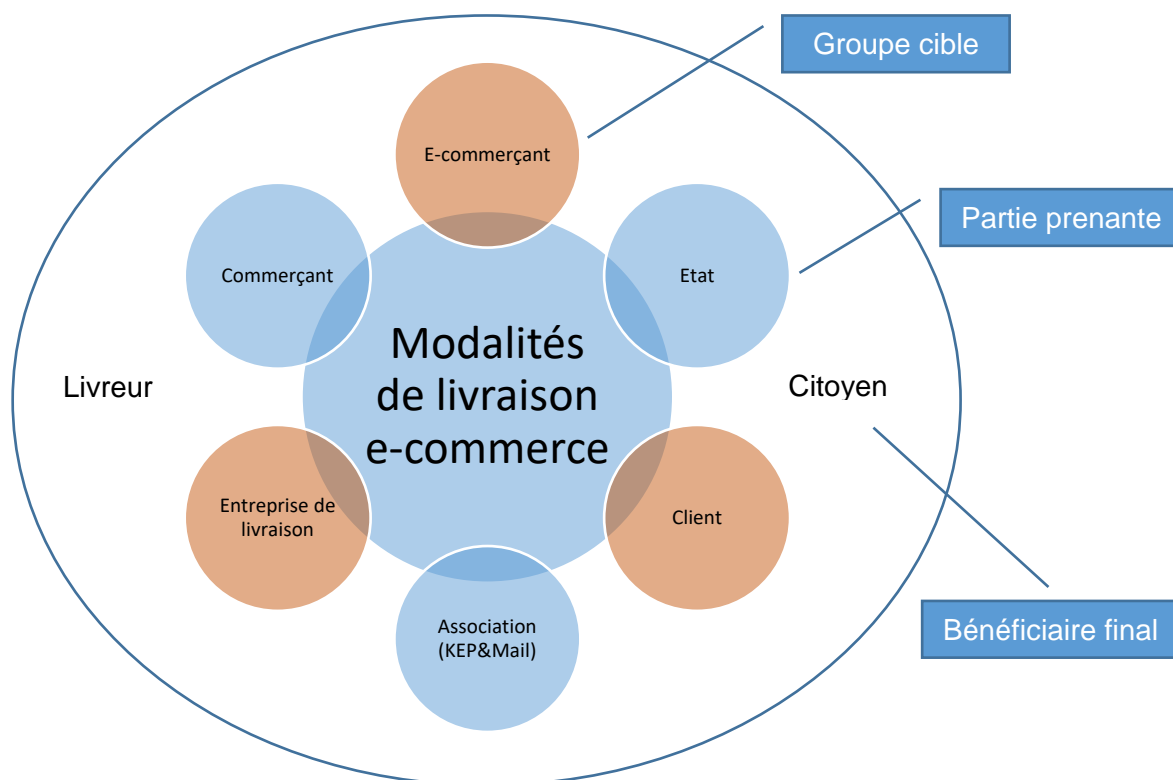 Groupe cible
E-commerçant
Partie prenante
Commerçant
Etat
Modalités
de livraison
e-commerce
Livreur
Citoyen
Entreprise de
livraison
Client
Association
(KEP&Mail)
Bénéficiaire final